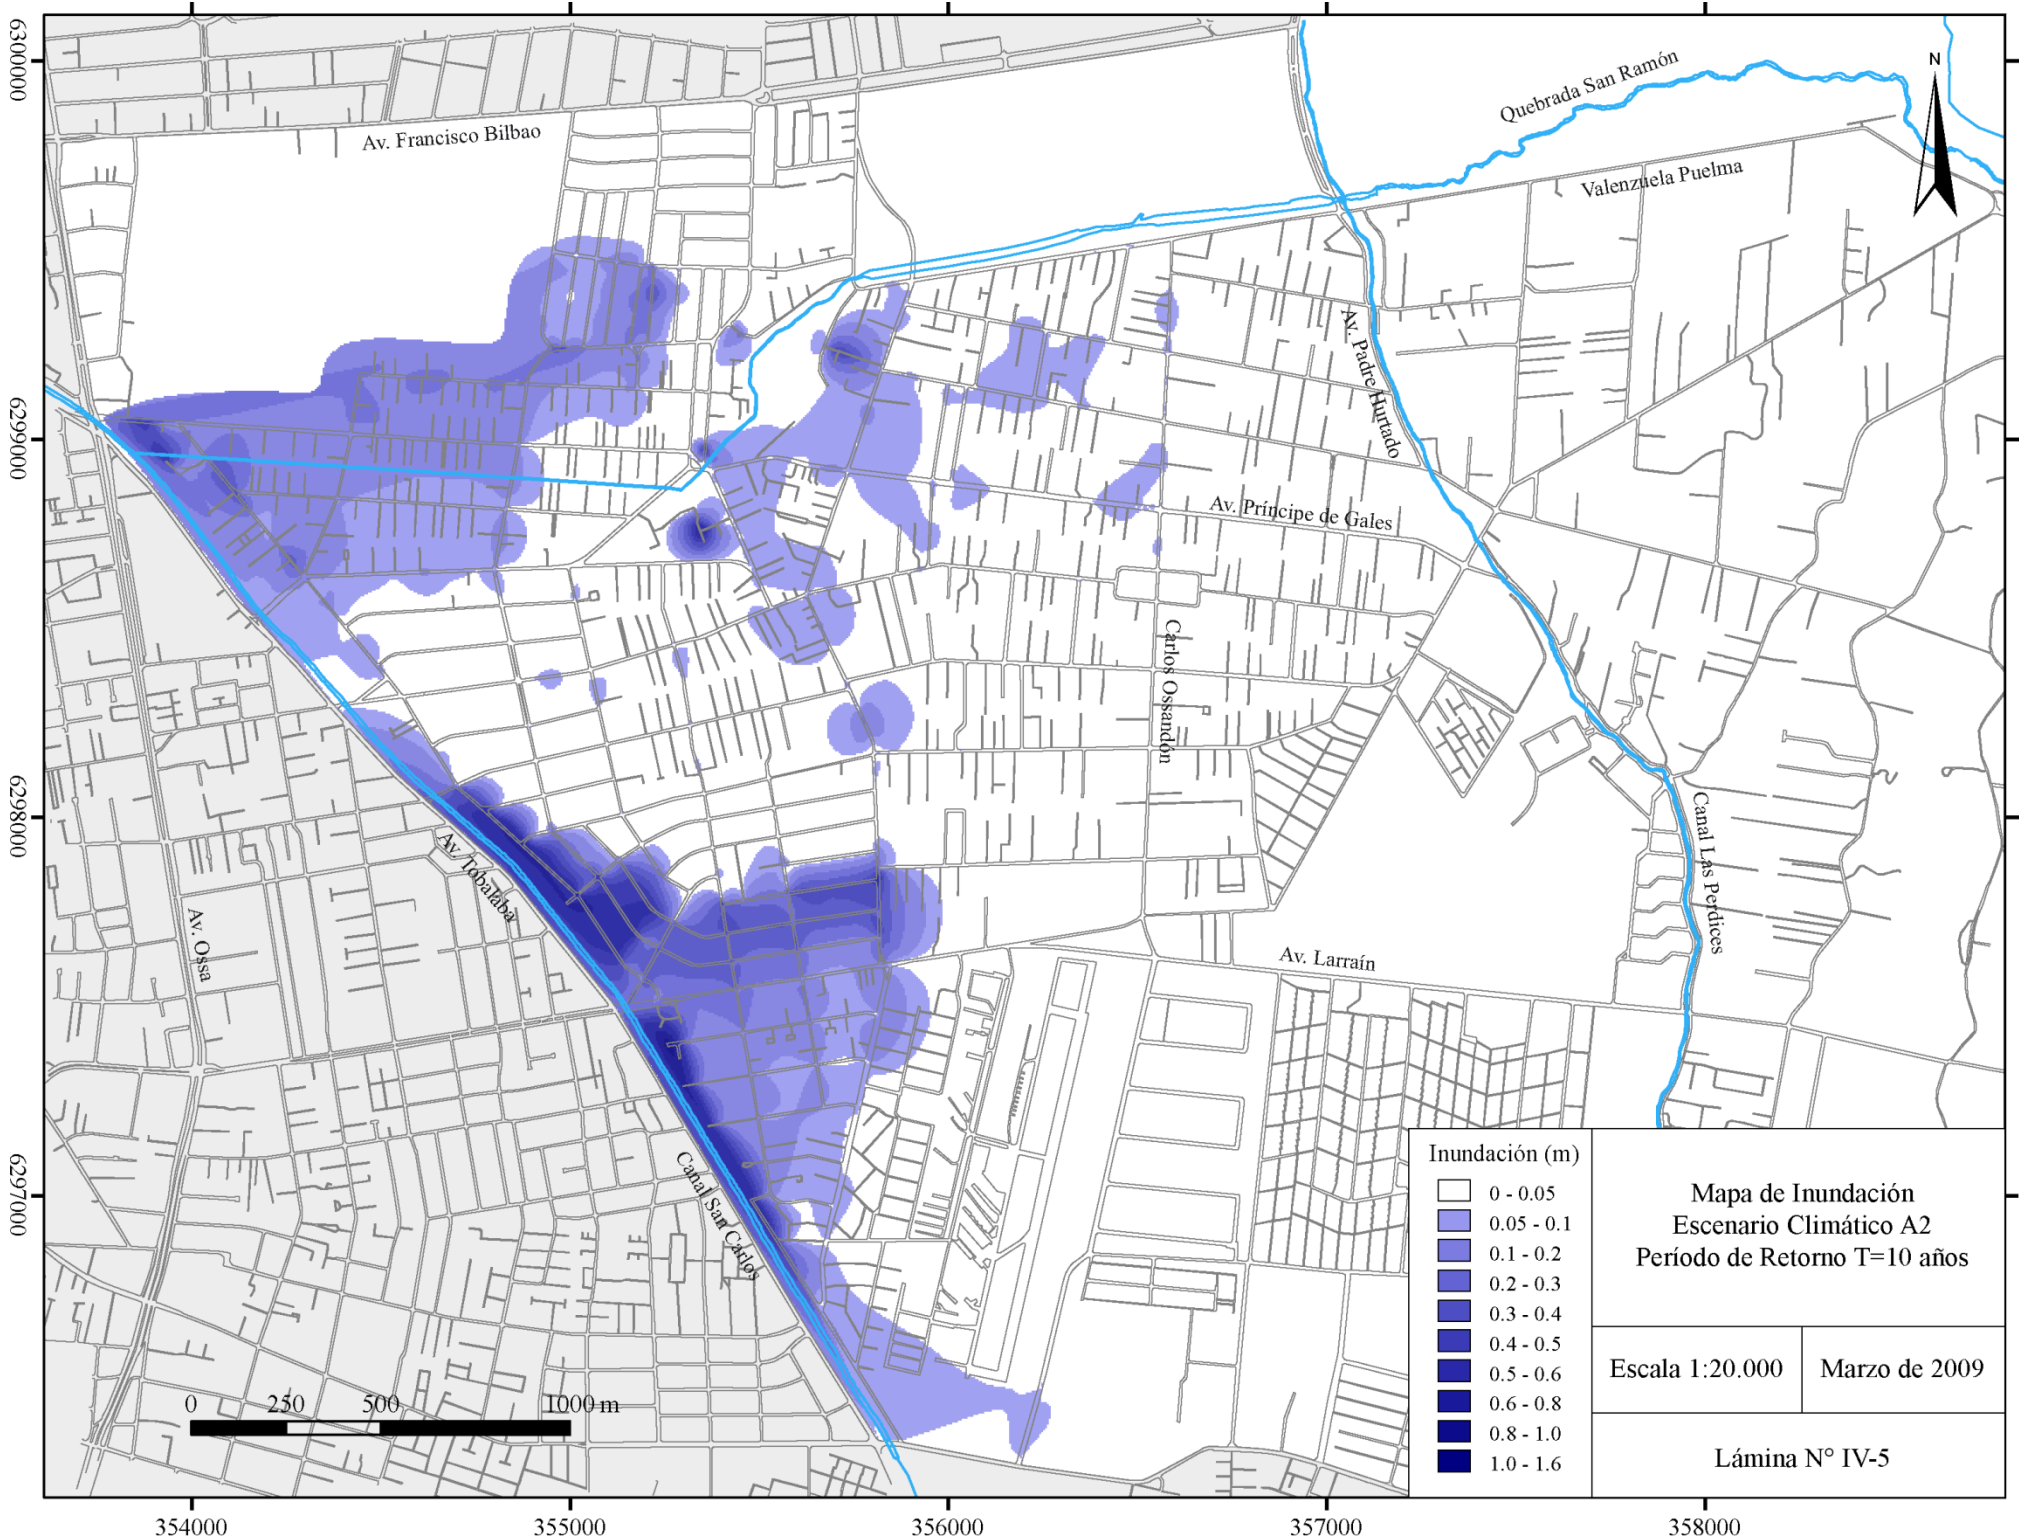 6300000
6299000
6298000
6297000
Av. Francisco Bilbao
Quebrada San Ramón
N
Valenzuela Puelma
Av. Padre Hurtado
Av. Príncipe de Gales
Carlos Ossandón
Canal Las Perdices
Av. Tobalaba
Av. Ossa
Av. Larraín
Canal San Carlos
0 250 500 1000 m
Inundación (m)
0 - 0.05
0.05 - 0.1
0.1 - 0.2
0.2 - 0.3
0.3 - 0.4
0.4 - 0.5
0.5 - 0.6
0.6 - 0.8
0.8 - 1.0
1.0 - 1.6
Mapa de Inundación
Escenario Climático A2
Período de Retorno T=10 años
Escala 1:20.000
Marzo de 2009
Lámina N° IV-5
354000 355000 356000 357000 358000